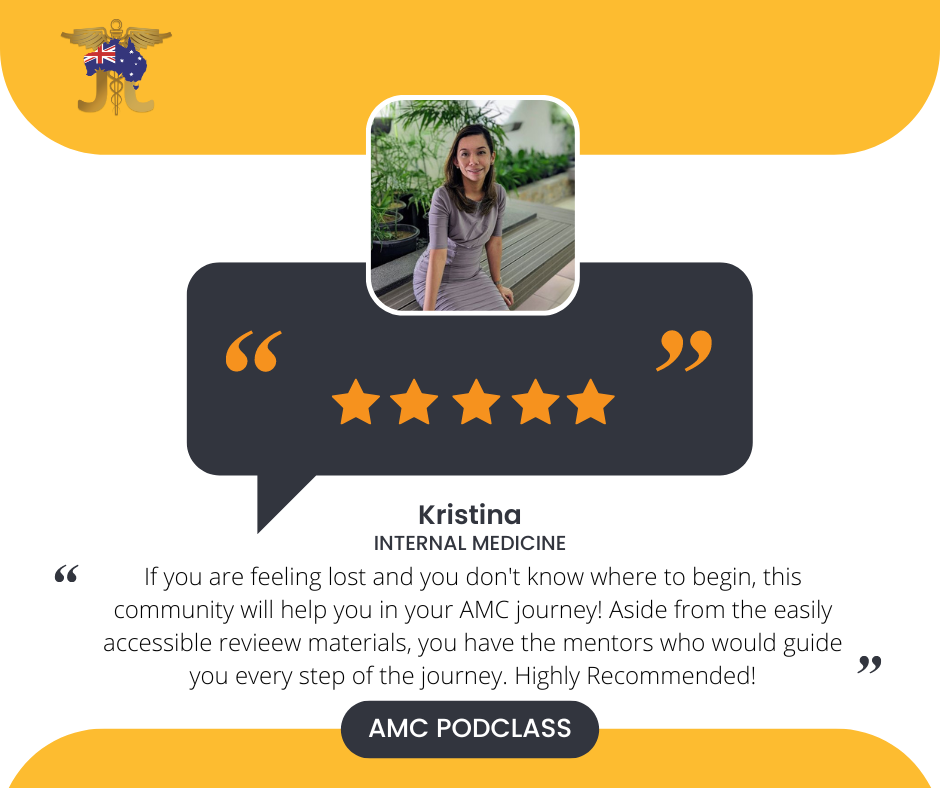 Kristina
INTERNAL MEDICINE
“ If you are feeling lost and you don't know where to begin, this
community will help you in your AMC journey! Aside from the easily
accessible revieew materials, you have the mentors who would guide
you every step of the journey. Highly Recommended! ”
AMC PODCLASS